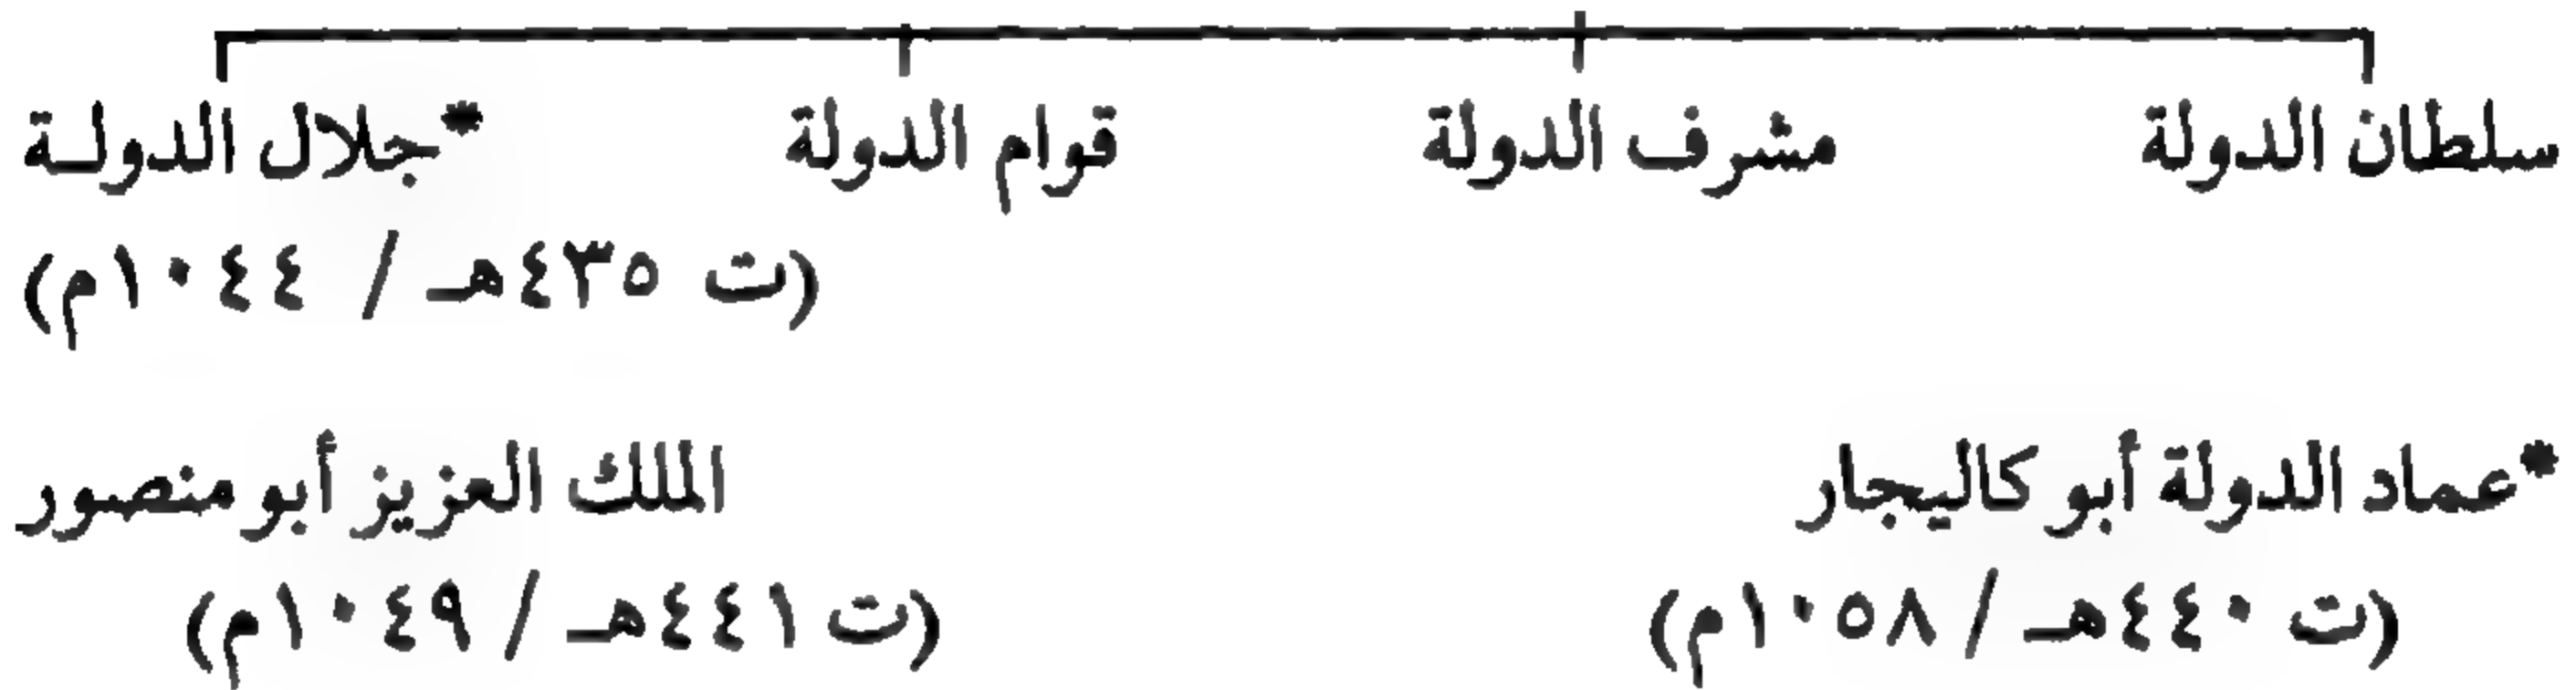 سلطان الدولة مشرف الدولة قوام الدولة *جلال الدولة
(ت ٤٣٥هـ / ١٠٤٤م)
*عماد الدولة أبو كاليجار الملك العزيز أبو منصور
(ت ٤٤٠هـ / ١٠٥٨م) (ت ٤٤١هـ / ١٠٤٩م)